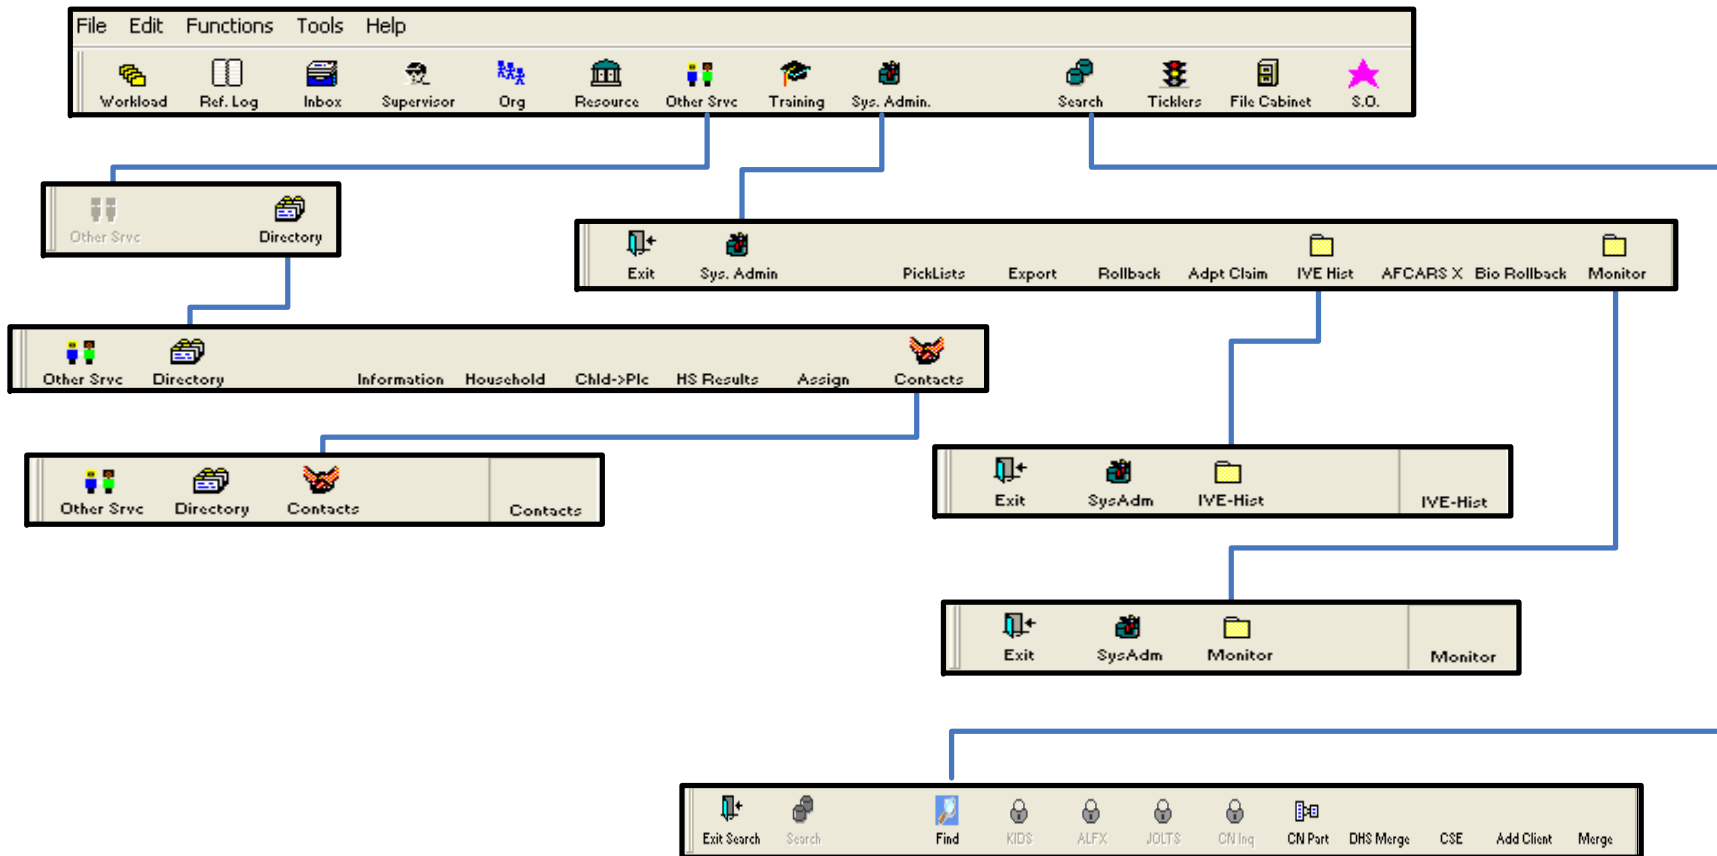 File Edit Functions Tools Help
Workload Ref. Log Inbox Supervisor Org Resource Other Srvc Training Sys. Admin. Search Ticklers File Cabinet S.O.
Other Srvc Directory
Exit Sys. Admin PickLists Export Rollback Adpt Claim IVE Hist AFCARS X Bio Rollback Monitor
Other Srvc Directory Information Household Chld->Plc HS Results Assign Contacts
Other Srvc Directory Contacts Contacts
Exit SysAdm IVE-Hist IVE-Hist
Exit SysAdm Monitor Monitor
Exit Search Search Find KIDS ALFX JOLTS CN Inq CN Part DHS Merge CSE Add Client Merge